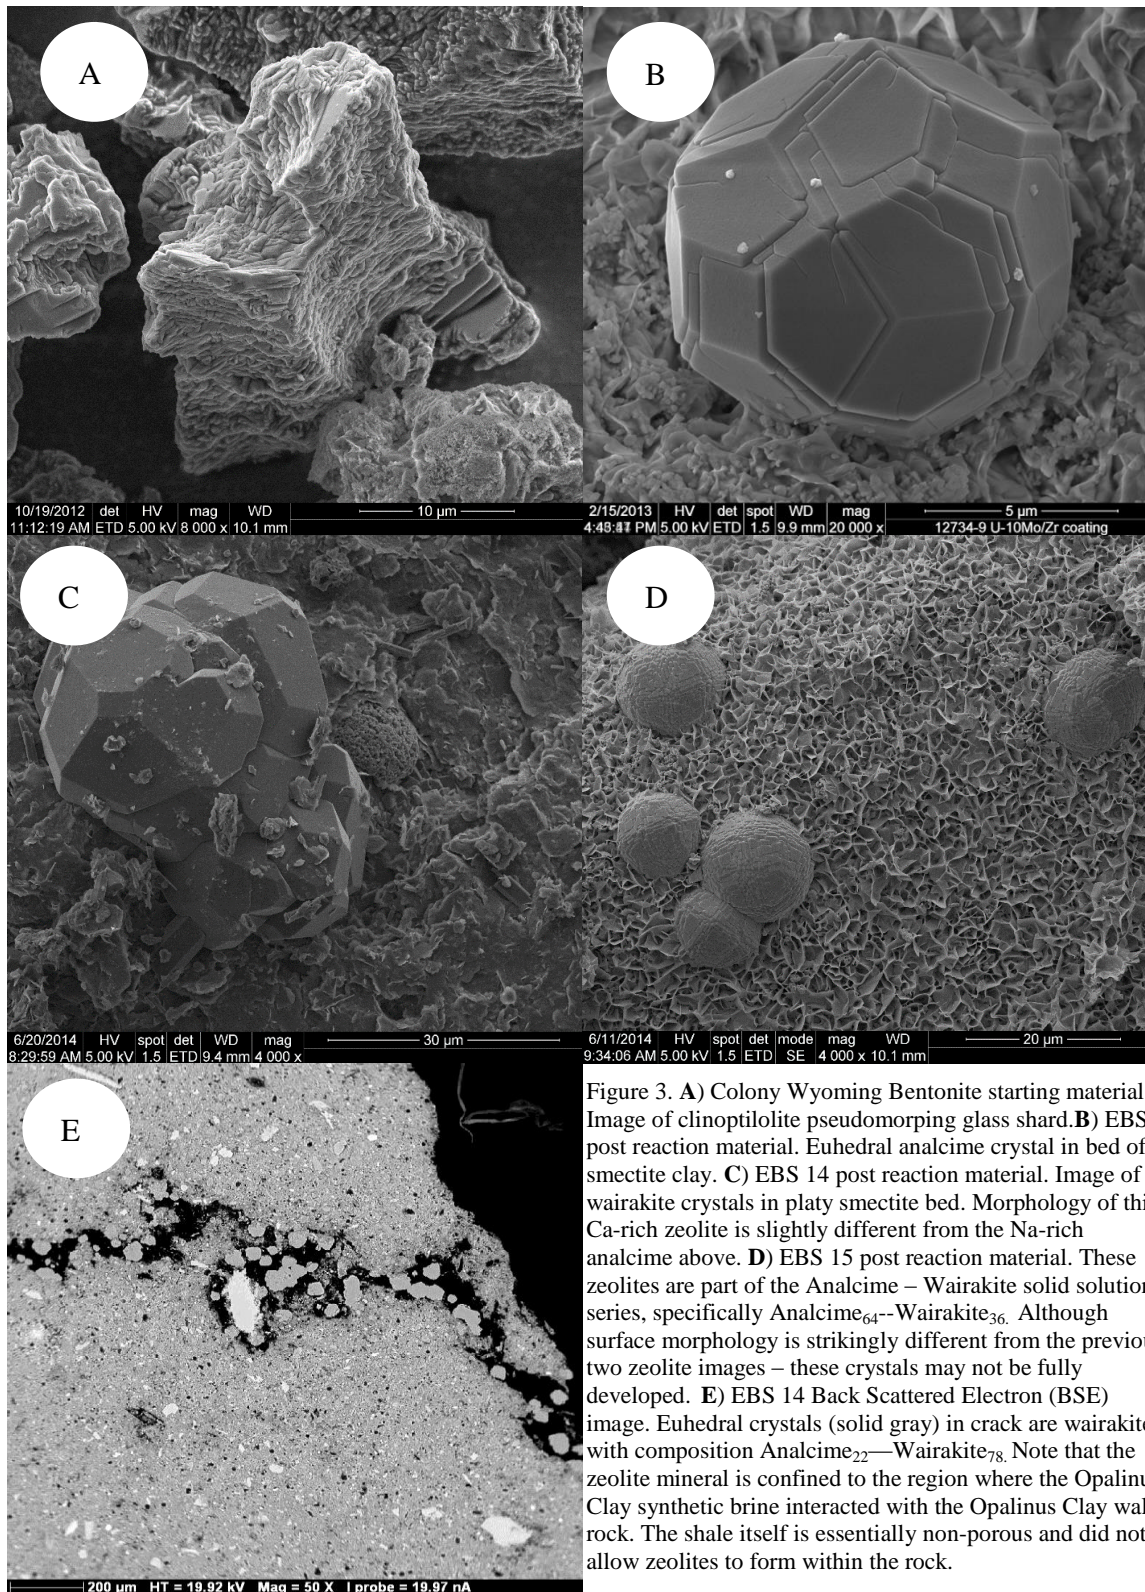 A
10/19/2012 det HV mag WD 10 µm
11:12:19 AM ETD 5.00 kV 8 000 x 10.1 mm
B
2/15/2013 HV det spot WD mag 5 µm
PM 5.00 kV ETD 1.5 9.9 mm 20 000 x 12734-9 U-10Mo/Zr coating
C
6/20/2014 HV spot det WD mag 30 µm
8:29:59 AM 5.00 kV 1.5 ETD 9.4 mm 4 000 x
D
6/11/2014 HV spot det mode mag WD 20 µm
9:34:06 AM 5.00 kV 1.5 ETD SE 4 000 x 10.1 mm
E
200 µm HT = 19.92 kV Mag = 50 X I probe = 19.97 nA
Figure 3. A) Colony Wyoming Bentonite starting material
Image of clinoptilolite pseudomorping glass shard.B) EBS
post reaction material. Euhedral analcime crystal in bed of
smectite clay. C) EBS 14 post reaction material. Image of
wairakite crystals in platy smectite bed. Morphology of thi
Ca-rich zeolite is slightly different from the Na-rich
analcime above. D) EBS 15 post reaction material. These
zeolites are part of the Analcime – Wairakite solid solution
series, specifically Analcime64--Wairakite36. Although
surface morphology is strikingly different from the previou
two zeolite images – these crystals may not be fully
developed. E) EBS 14 Back Scattered Electron (BSE)
image. Euhedral crystals (solid gray) in crack are wairakite
with composition Analcime22—Wairakite78. Note that the
zeolite mineral is confined to the region where the Opalinu
Clay synthetic brine interacted with the Opalinus Clay wal
rock. The shale itself is essentially non-porous and did not
allow zeolites to form within the rock.